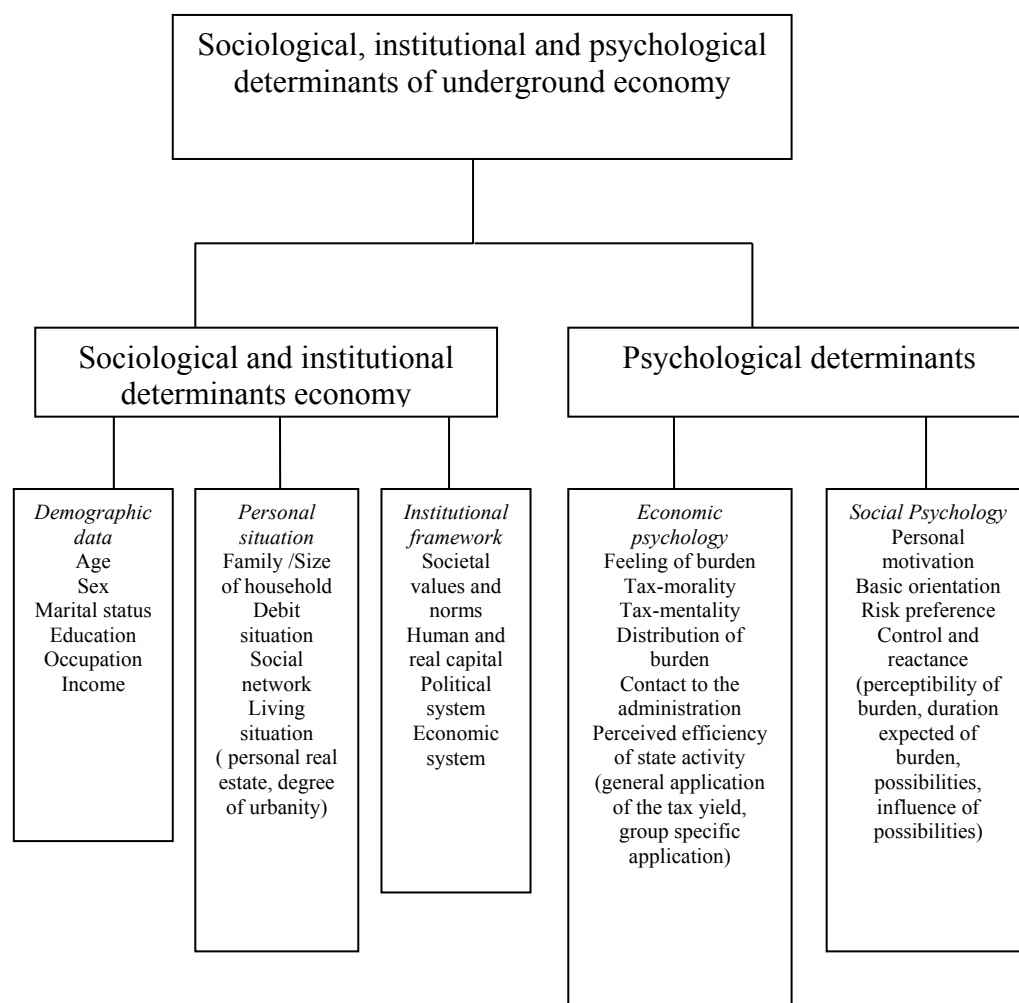 Sociological, institutional and psychological
determinants of underground economy
Sociological and institutional
determinants economy
Psychological determinants
Demographic
data
Age
Sex
Marital status
Education
Occupation
Income
Personal
situation
Family /Size
of household
Debit
situation
Social
network
Living
situation
( personal real
estate, degree
of urbanity)
Institutional
framework
Societal
values and
norms
Human and
real capital
Political
system
Economic
system
Economic
psychology
Feeling of burden
Tax-morality
Tax-mentality
Distribution of
burden
Contact to the
administration
Perceived efficiency
of state activity
(general application
of the tax yield,
group specific
application)
Social Psychology
Personal
motivation
Basic orientation
Risk preference
Control and
reactance
(perceptibility of
burden, duration
expected of
burden,
possibilities,
influence of
possibilities)